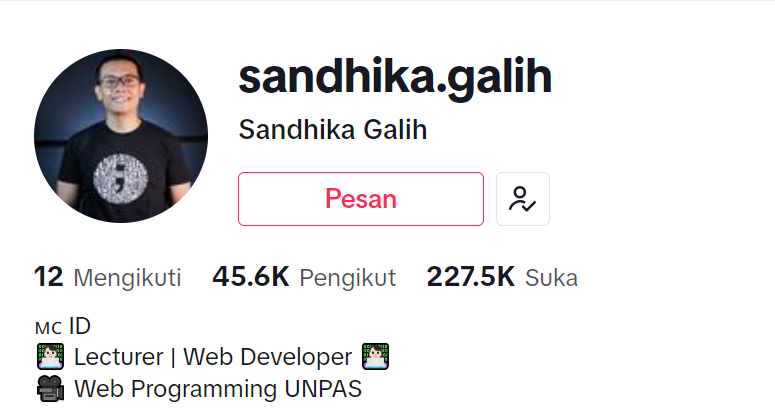 sandhika.galih
Sandhika Galih
Pesan
12 Mengikuti 45.6K Pengikut 227.5K Suka
ᴍᴄ ID
👨🏻‍💻 Lecturer | Web Developer 👨🏻‍💻
🎥 Web Programming UNPAS